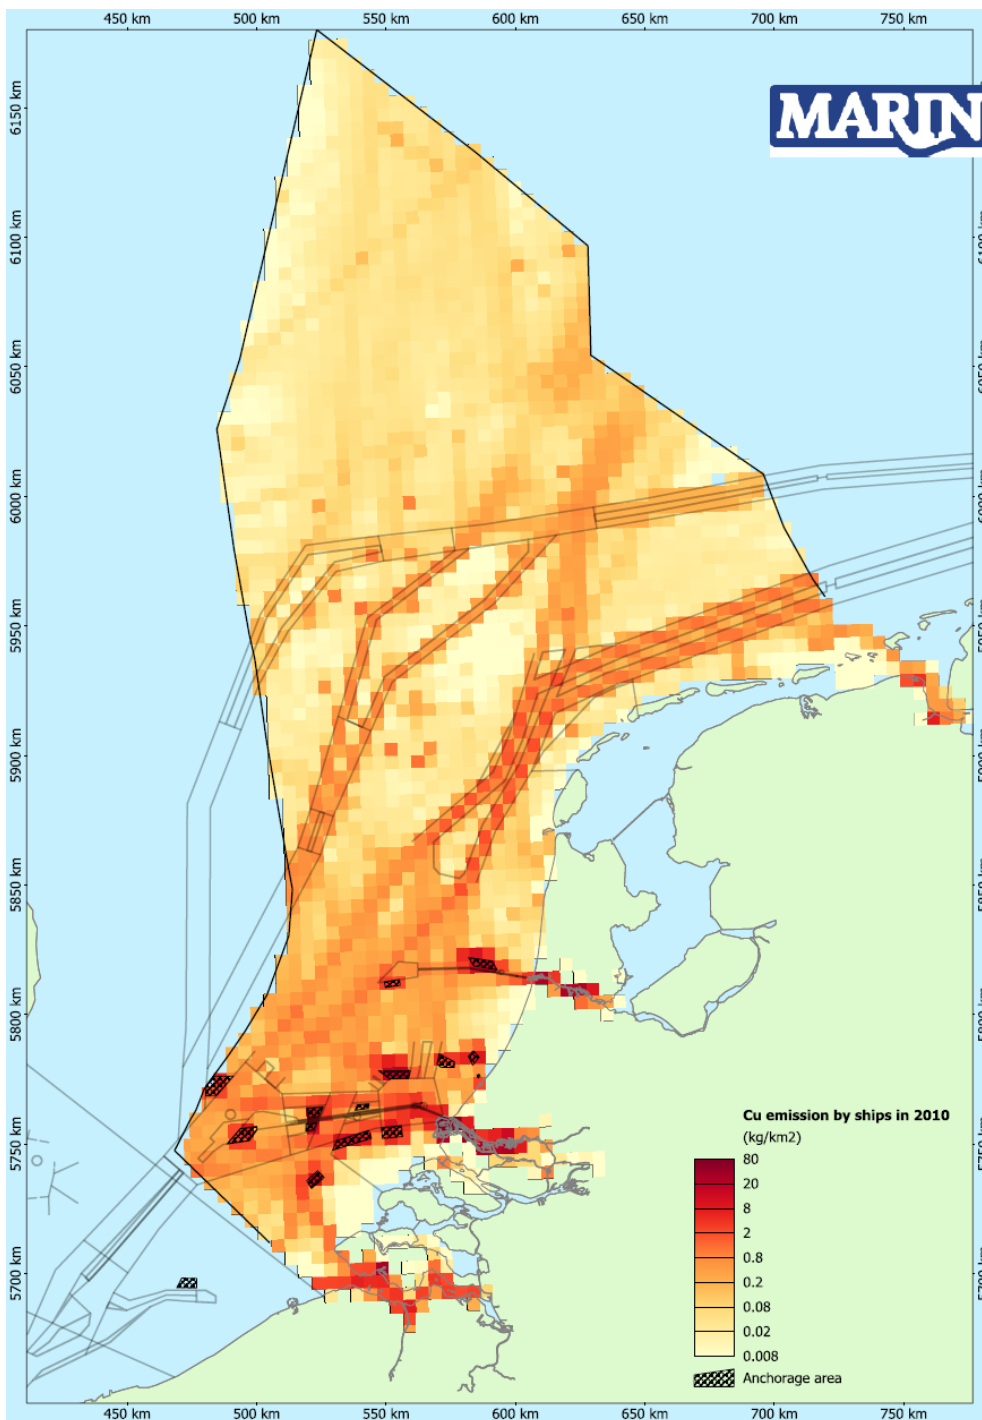 450 km 500 km 550 km 600 km 650 km 700 km 750 km
6150 km
6100 km
6050 km
6000 km
5950 km
5900 km
5850 km
5800 km
5750 km
5700 km
MARIN
Cu emission by ships in 2010
(kg/km2)
80
20
8
2
0.8
0.2
0.08
0.02
0.008
Anchorage area
450 km 500 km 550 km 600 km 650 km 700 km 750 km